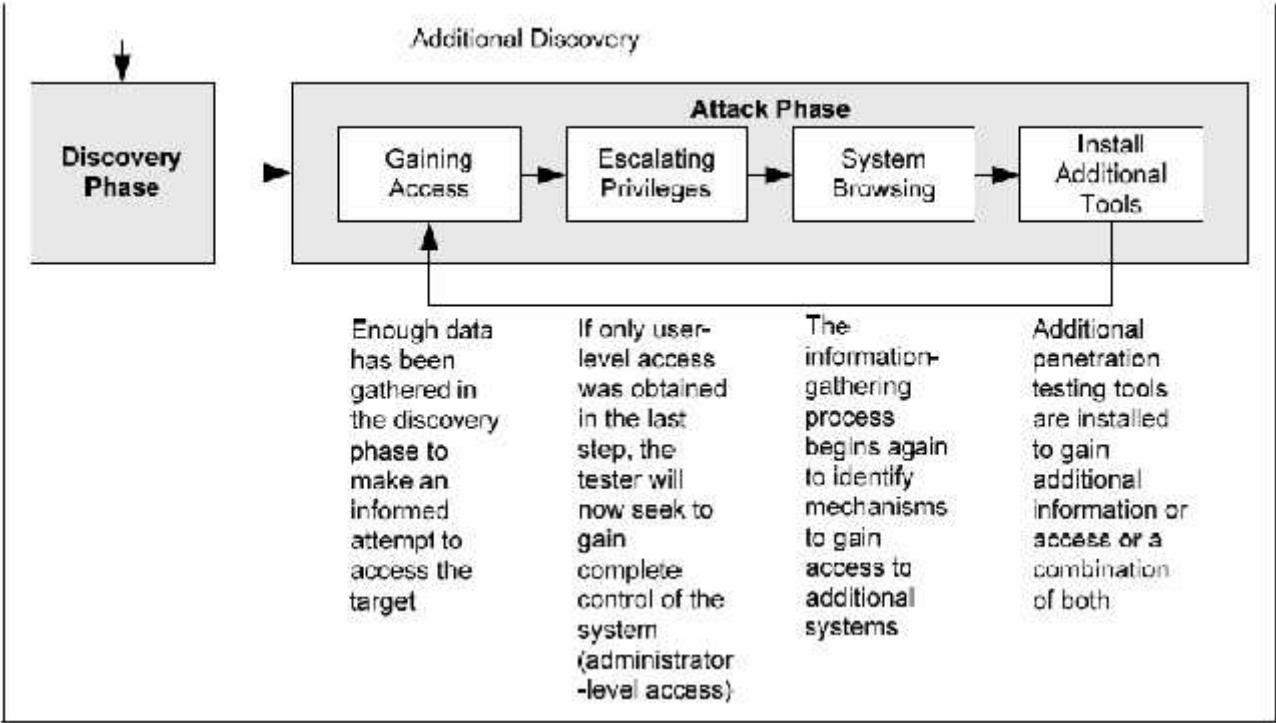 Additional Discovery
Attack Phase
Discovery
Phase
Gaining
Access
Escalating
Privileges
System
Browsing
Install
Additional
Tools
Enough data
has been
gathered in
the discovery
phase to
make an
informed
attempt to
access the
target
If only user-
level access
was obtained
in the last
step, the
tester will
now seek to
gain
complete
control of the
system
(administrator
-level access)
The
information-
gathering
process
begins again
to identify
mechanisms
to gain
access to
additional
systems
Additional
penetration
testing tools
are installed
to gain
additional
information or
access or a
combination
of both